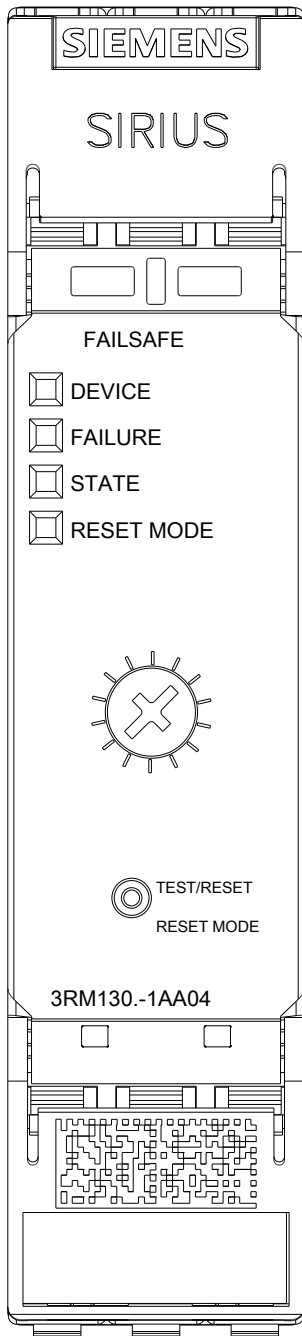 SIEMENS
SIRIUS
FAILSAFE
DEVICE
FAILURE
STATE
RESET MODE
TEST/RESET
RESET MODE
3RM130.-1AA04